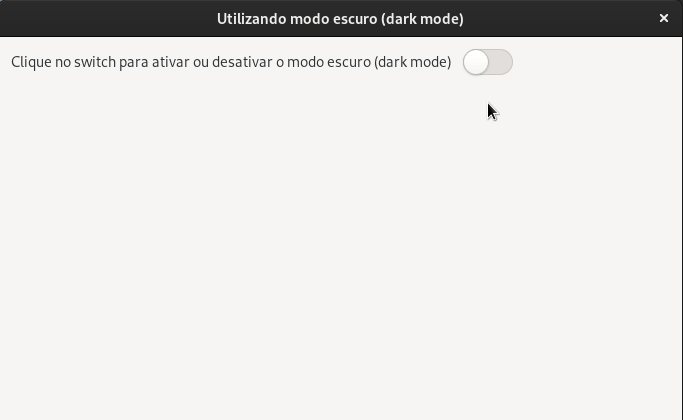 Utilizando modo escuro (dark mode)
Clique no switch para ativar ou desativar o modo escuro (dark mode)